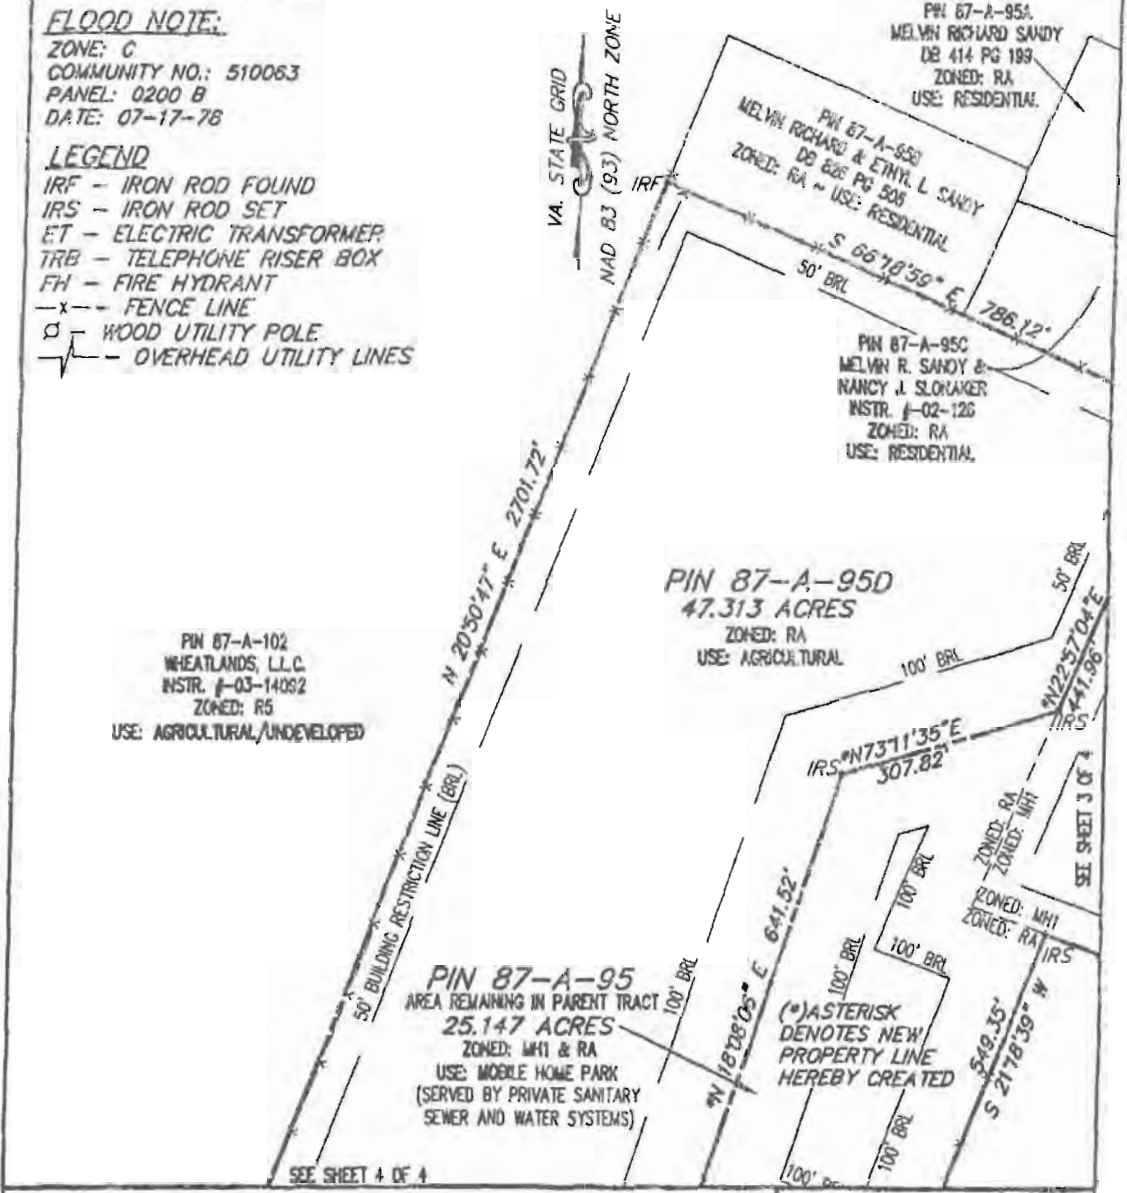 FLOOD NOTE:
ZONE: C
COMMUNITY NO.: 510063
PANEL: 0200 B
DATE: 07-17-78
LEGEND
IRF - IRON ROD FOUND
IRS - IRON ROD SET
ET - ELECTRIC TRANSFORMER
TRB - TELEPHONE RISER BOX
FH - FIRE HYDRANT
—x— - FENCE LINE
- WOOD UTILITY POLE
- OVERHEAD UTILITY LINES
VA. STATE GRID
NAD 83 (93) NORTH ZONE
PIN 87-A-95A
MELVIN RICHARD SANDY
DB 414 PG 199
ZONED: RA
USE: RESIDENTIAL
PIN 87-A-95B
MELVIN RICHARD & ETHYL L. SANDY
DB 826 PG 506
ZONED: RA ~ USE: RESIDENTIAL
IRF
S 66°18'59" E 786.12'
50' BRL
PIN 87-A-95C
MELVIN R. SANDY &
NANCY J. SLONAKER
INSTR. #-02-126
ZONED: RA
USE: RESIDENTIAL
N 20°50'47" E 2701.72'
PIN 87-A-95D
47.313 ACRES
ZONED: RA
USE: AGRICULTURAL
50' BRL
100' BRL
*N22°57'04"E
441.96'
IRS
PIN 87-A-102
WHEATLANDS, L.L.C.
INSTR. #-03-14092
ZONED: R5
USE: AGRICULTURAL/UNDEVELOPED
IRS
*N73°11'35"E
307.82'
50' BUILDING RESTRICTION LINE (BRL)
ZONED: RA
ZONED: MH1
SEE SHEET 3 OF 4
ZONED: MH1
ZONED: RA
IRS
100' BRL
100' BRL
100' BRL
100' BRL
PIN 87-A-95
AREA REMAINING IN PARENT TRACT
25.147 ACRES
ZONED: MH1 & RA
USE: MOBILE HOME PARK
(SERVED BY PRIVATE SANITARY
SEWER AND WATER SYSTEMS)
*N 18°08'05" E 641.52'
(*)ASTERISK
DENOTES NEW
PROPERTY LINE
HEREBY CREATED
549.35'
S 21°18'39" W
100' BRL
100'
SEE SHEET 4 OF 4